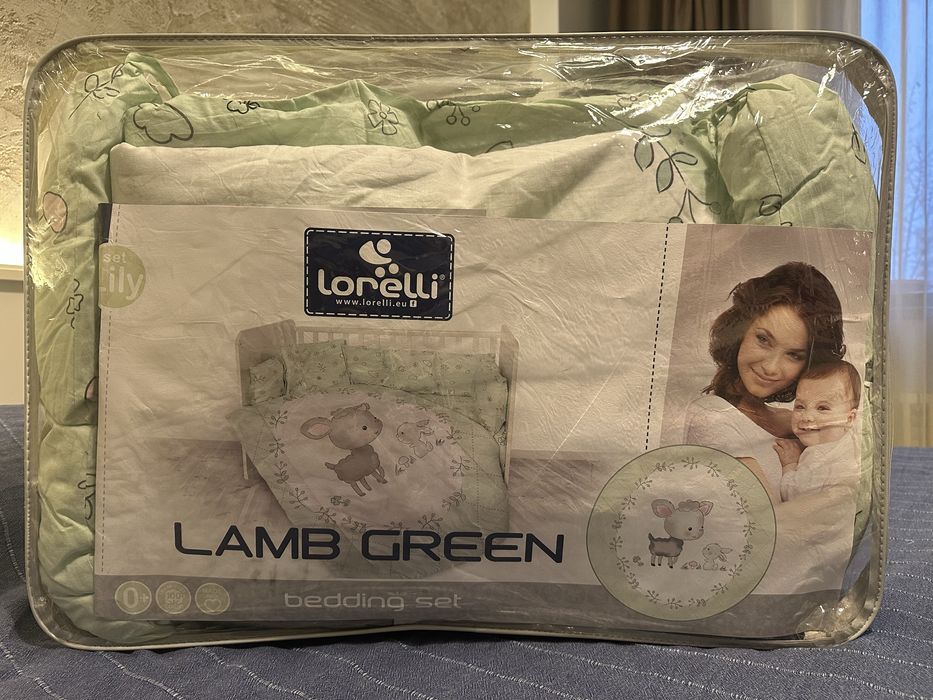 set
lily
lorelli®
www.lorelli.eu f
LAMB GREEN
0+
bedding set